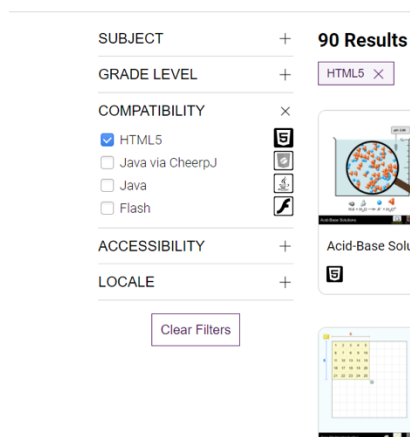 SUBJECT
GRADE LEVEL
COMPATIBILITY
HTML5
Java via CheerpJ
Java
Flash
ACCESSIBILITY
LOCALE
Clear Filters
90 Results
HTML5
Acid-Base Solu